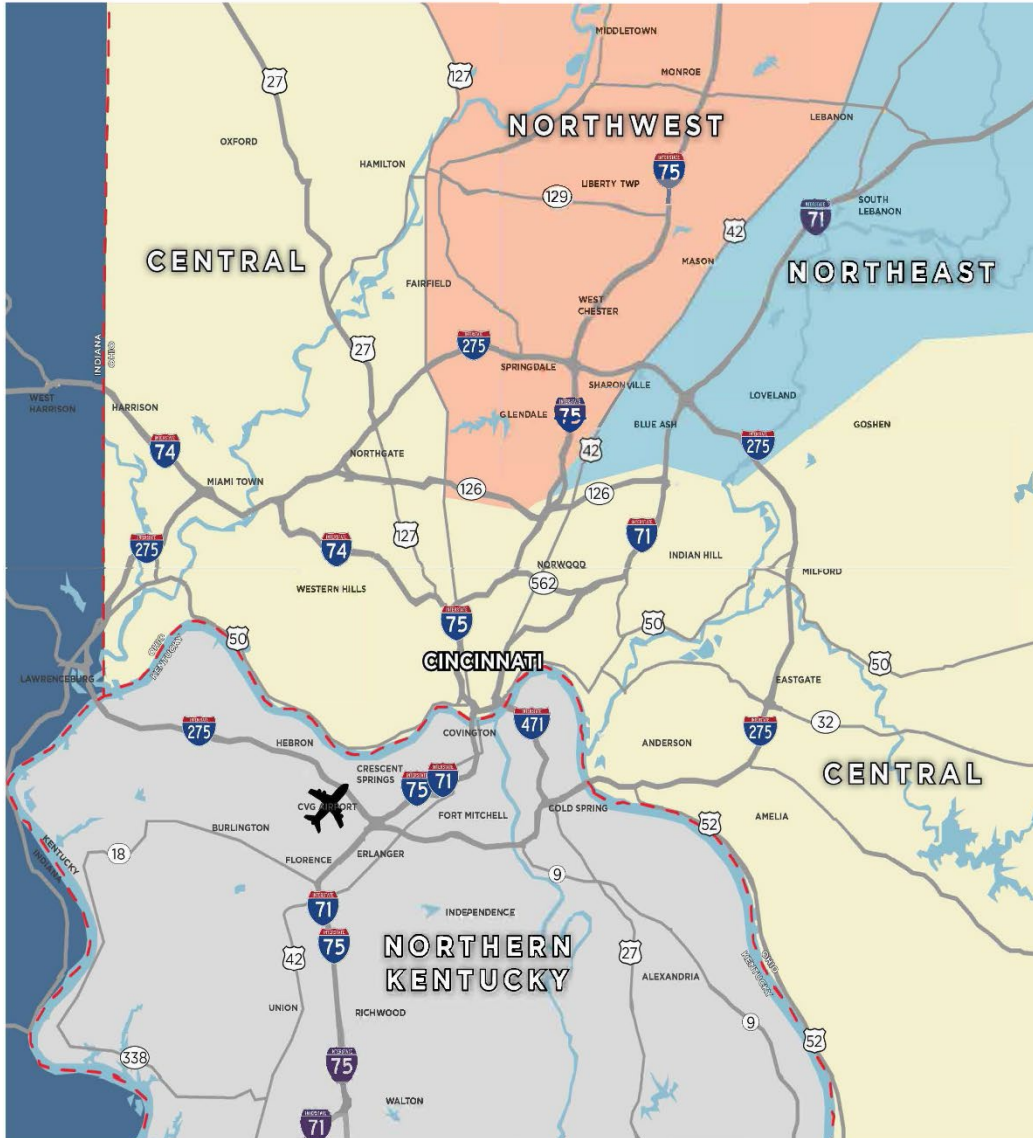 MIDDLETOWN
27
127
MONROE
NORTHWEST
LEBANON
OXFORD
HAMILTON
75
LIBERTY TWP
129
SOUTH
LEBANON
71
42
CENTRAL
MASON
NORTHEAST
FAIRFIELD
WEST
CHESTER
INDIANA
OHIO
27
275
SPRINGDALE
SHARONVILLE
WEST
HARRISON
HARRISON
LOVELAND
GLENDALE
75
BLUE ASH
GOSHEN
74
42
275
NORTHGATE
MIAMI TOWN
126
126
127
71
275
74
INDIAN HILL
NORWOOD
562
MILFORD
WESTERN HILLS
75
50
50
OHIO
KENTUCKY
CINCINNATI
50
LAWRENCEBURG
EASTGATE
275
471
32
275
HEBRON
COVINGTON
ANDERSON
CENTRAL
CRESCENT
SPRINGS
75
71
CVG AIRPORT
FORT MITCHELL
COLD SPRING
AMELIA
52
BURLINGTON
18
KENTUCKY
INDIANA
FLORENCE
ERLANGER
9
71
INDEPENDENCE
75
NORTHERN
KENTUCKY
42
27
OHIO
KENTUCKY
ALEXANDRIA
UNION
RICHWOOD
9
52
338
75
WALTON
71